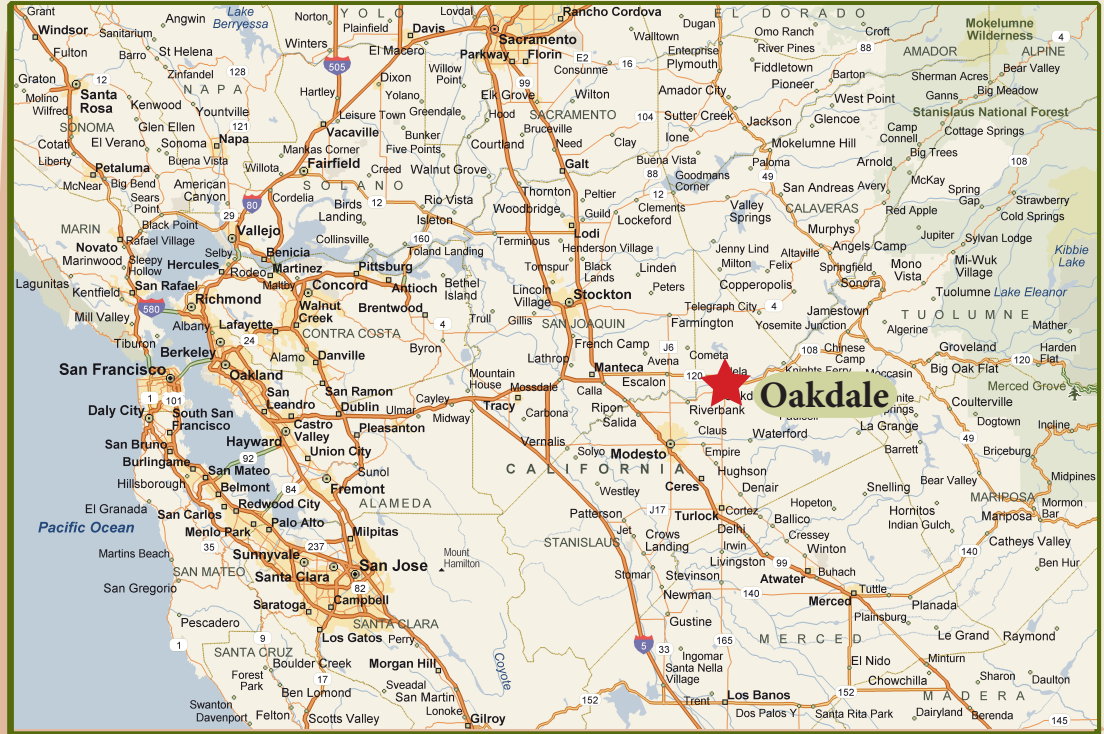 Grant
Lake
Berryessa
Norton
YOLO
Lovdal
Rancho Cordova
EL DORADO
Windsor
Angwin
Sanitarium
Plainfield
Davis
Dugan
Omo Ranch
Croft
Mokelumne
Wilderness
4
Fulton
Barro
St Helena
Winters
El Macero
Sacramento
Walltown
Enterprise
River Pines
88
AMADOR
ALPINE
Parkway
Florin
E2
16
Plymouth
Fiddletown
Bear Valley
Graton
12
Zinfandel
128
505
Dixon
Willow
Point
Consumne
Pioneer
Barton
Sherman Acres
Big Meadow
Molino
Santa
Rosa
NAPA
Hartley
Yolano
99
Elk Grove
Wilton
Amador City
West Point
Ganns
Wilfred
Kenwood
Yountville
Leisure Town
Greendale
Hood
SACRAMENTO
104
Sutter Creek
Jackson
Glencoe
Stanislaus National Forest
SONOMA
Glen Ellen
121
Vacaville
Bunker
Bruceville
Camp
Connell
Cottage Springs
Cotati
El Verano
Sonoma
Napa
Mankas Corner
Five Points
Courtland
Need
Clay
Ione
Mokelumne Hill
Big Trees
Liberty
Buena Vista
Willota
Fairfield
Galt
Buena Vista
Paloma
Arnold
108
Petaluma
Creed
Walnut Grove
88
Goodmans
Corner
49
McNear
Big Bend
American
Canyon
SOLANO
Thornton
Peltier
12
San Andreas
Avery
McKay
Spring
Gap
Sears
Point
80
Cordelia
Birds
Landing
12
Rio Vista
Woodbridge
Guild
Clements
Valley
Springs
CALAVERAS
Red Apple
Strawberry
29
Isleton
Lockeford
Cold Springs
MARIN
Black Point
Vallejo
Collinsville
160
Lodi
Murphys
Jupiter
Sylvan Lodge
Novato
Rafael Village
Selby
Terminous
Henderson Village
Jenny Lind
Altaville
Angels Camp
Kibbie
Lake
Marinwood
Sleepy
Hollow
Benicia
Toland Landing
Hercules
Rodeo
Martinez
Pittsburg
Tomspur
Black
Lands
Linden
Milton
Felix
Springfield
Mono
Vista
Mi-Wuk
Village
Lagunitas
San Rafael
Maltby
Concord
Antioch
Bethel
Island
Lincoln
Village
Stockton
Peters
Copperopolis
Sonora
Kentfield
Richmond
Tuolumne
Lake Eleanor
580
Walnut
Creek
Brentwood
Telegraph City
4
Jamestown
TUOLUMNE
Mill Valley
Albany
Lafayette
CONTRA COSTA
4
Trull
Gillis
SAN JOAQUIN
Farmington
Yosemite Junction
Algerine
Mather
Tiburon
24
French Camp
J6
108
Chinese
Camp
Groveland
Harden
Flat
Berkeley
Alamo
Danville
Byron
Lathrop
Avena
Cometa
120
San Francisco
Oakland
Mountain
House
Manteca
120
Knights Ferry
Moccasin
Big Oak Flat
Merced Grove
Mossdale
Escalon
Oakdale
1
101
San
Leandro
San Ramon
Cayley
Tracy
Calla
Riverbank
Coulterville
Daly City
South San
Francisco
Dublin
Ulmar
Midway
Carbona
Ripon
Salida
Claus
Waterford
La Grange
Dogtown
Incline
Castro
Valley
Pleasanton
49
San Bruno
Hayward
Vernalis
Modesto
Empire
Barrett
Briceburg
Burlingame
92
Union City
Solyo
CALIFORNIA
Hughson
San Mateo
Sunol
Ceres
Denair
Snelling
Bear Valley
Midpines
Hillsborough
Belmont
84
Fremont
Westley
MARIPOSA
El Granada
San Carlos
Redwood City
ALAMEDA
Patterson
J17
Turlock
Cortez
Hopeton
Hornitos
Mormon
Bar
Pacific Ocean
Menlo Park
Palo Alto
Milpitas
Jet
Delhi
Ballico
Indian Gulch
Mariposa
Martins Beach
35
237
STANISLAUS
Crows
Landing
Irwin
Cressey
Catheys Valley
Sunnyvale
Mount
Hamilton
Winton
140
SAN MATEO
Santa Clara
San Jose
Stomar
Stevinson
Livingston
99
Buhach
Ben Hur
San Gregorio
82
Newman
140
Atwater
Tuttle
Saratoga
Campbell
Merced
Planada
Pescadero
SANTA CLARA
Gustine
Plainsburg
9
Los Gatos
Perry
165
MERCED
Le Grand
Raymond
1
SANTA CRUZ
Coyote
5
33
Ingomar
El Nido
Minturn
Boulder Creek
Morgan Hill
Santa Nella
Village
Chowchilla
Sharon
Daulton
Forest
Park
17
Sveadal
San Martin
152
Los Banos
152
MADERA
Ben Lomond
Trent
Swanton
Lonoke
Dos Palos Y
Santa Rita Park
Dairyland
Berenda
Davenport
Felton
Scotts Valley
Gilroy
145